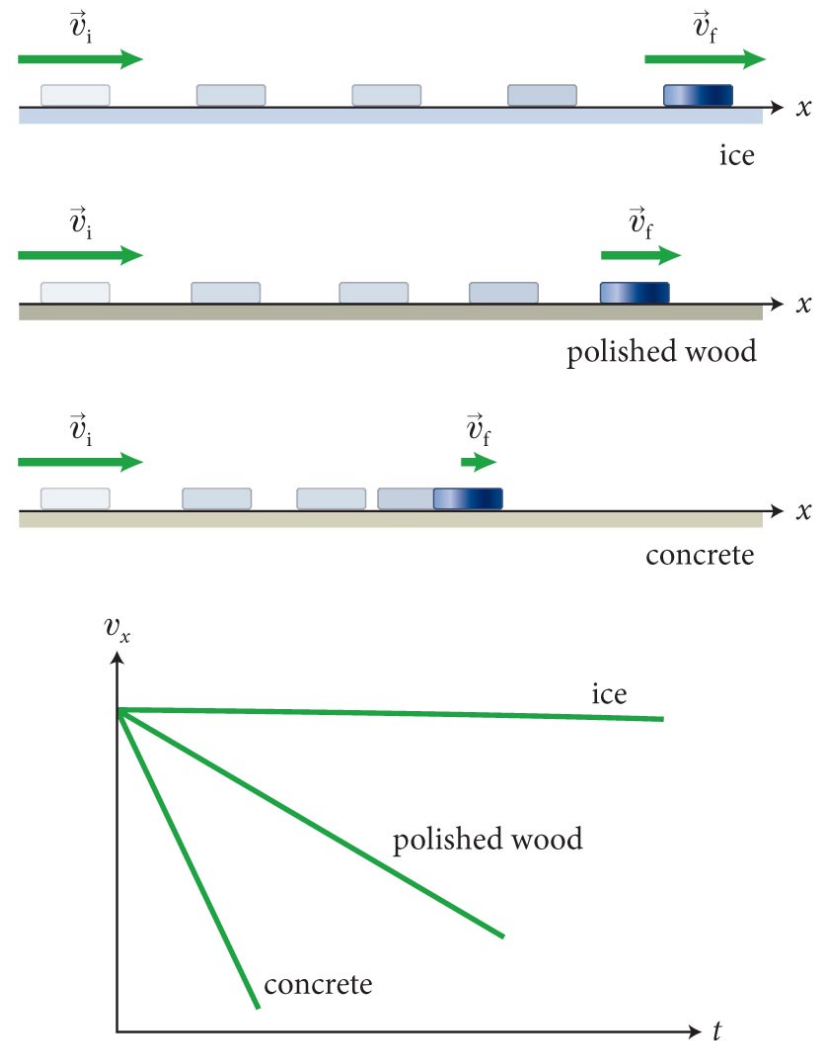 v⃗i v⃗f
x
ice
v⃗i v⃗f
x
polished wood
v⃗i v⃗f
x
concrete
vx
ice
polished wood
concrete
t